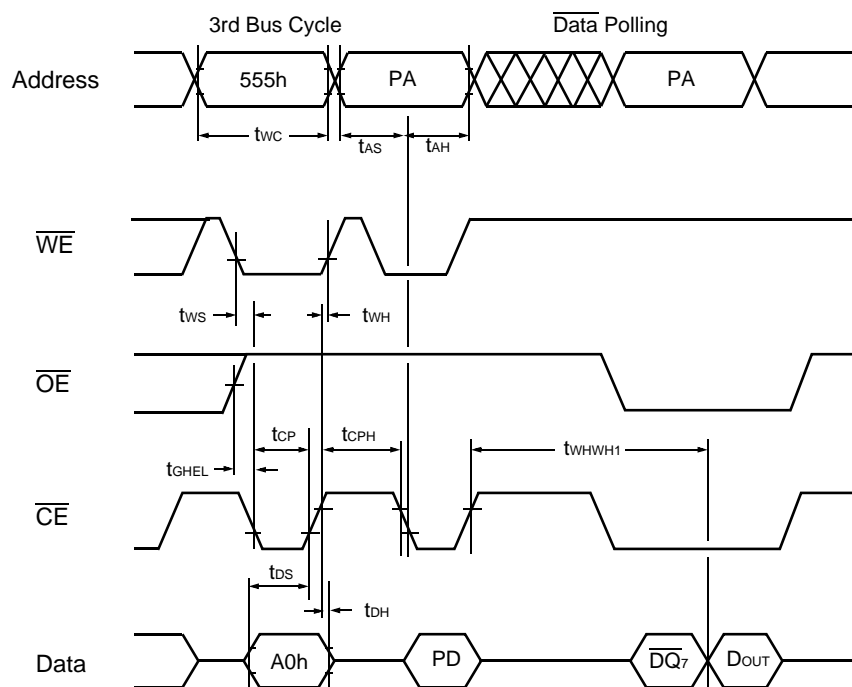 3rd Bus Cycle
Data Polling
Address
555h
PA
PA
tWC
tAS
tAH
WE
tWS
tWH
OE
tCP
tCPH
tGHEL
tWHWH1
CE
tDS
tDH
Data
A0h
PD
DQ7
DOUT